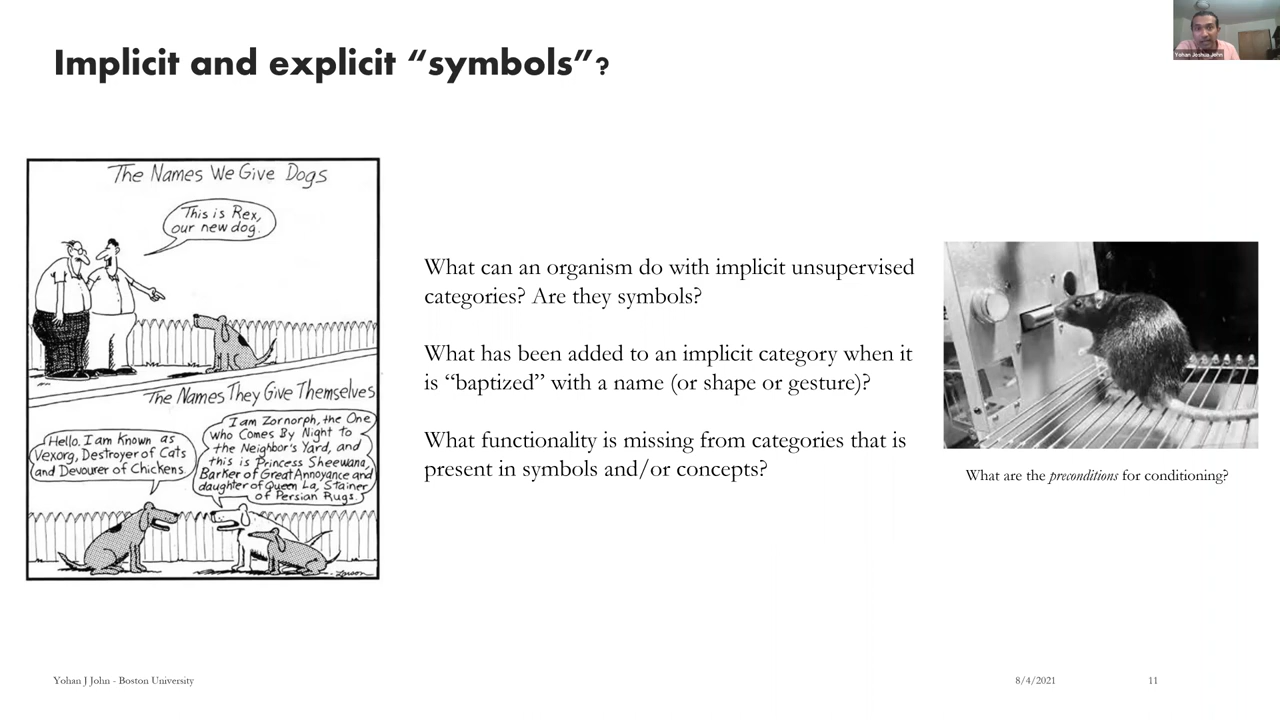 Implicit and explicit “symbols”?
Yohan Joshua John
The Names We Give Dogs
This is Rex,
our new dog.
The Names They Give Themselves
Hello. I am known as
Vexorg, Destroyer of Cats
and Devourer of Chickens.
I am Zornorph, the One
who Comes By Night to
the Neighbor's Yard, and
this is Princess Sheewana,
Barker of Great Annoyance and
daughter of Queen La, Stainer
of Persian Rugs.
Larson
What can an organism do with implicit unsupervised
categories? Are they symbols?
What has been added to an implicit category when it
is “baptized” with a name (or shape or gesture)?
What functionality is missing from categories that is
present in symbols and/or concepts?
What are the preconditions for conditioning?
Yohan J John - Boston University
8/4/2021
11